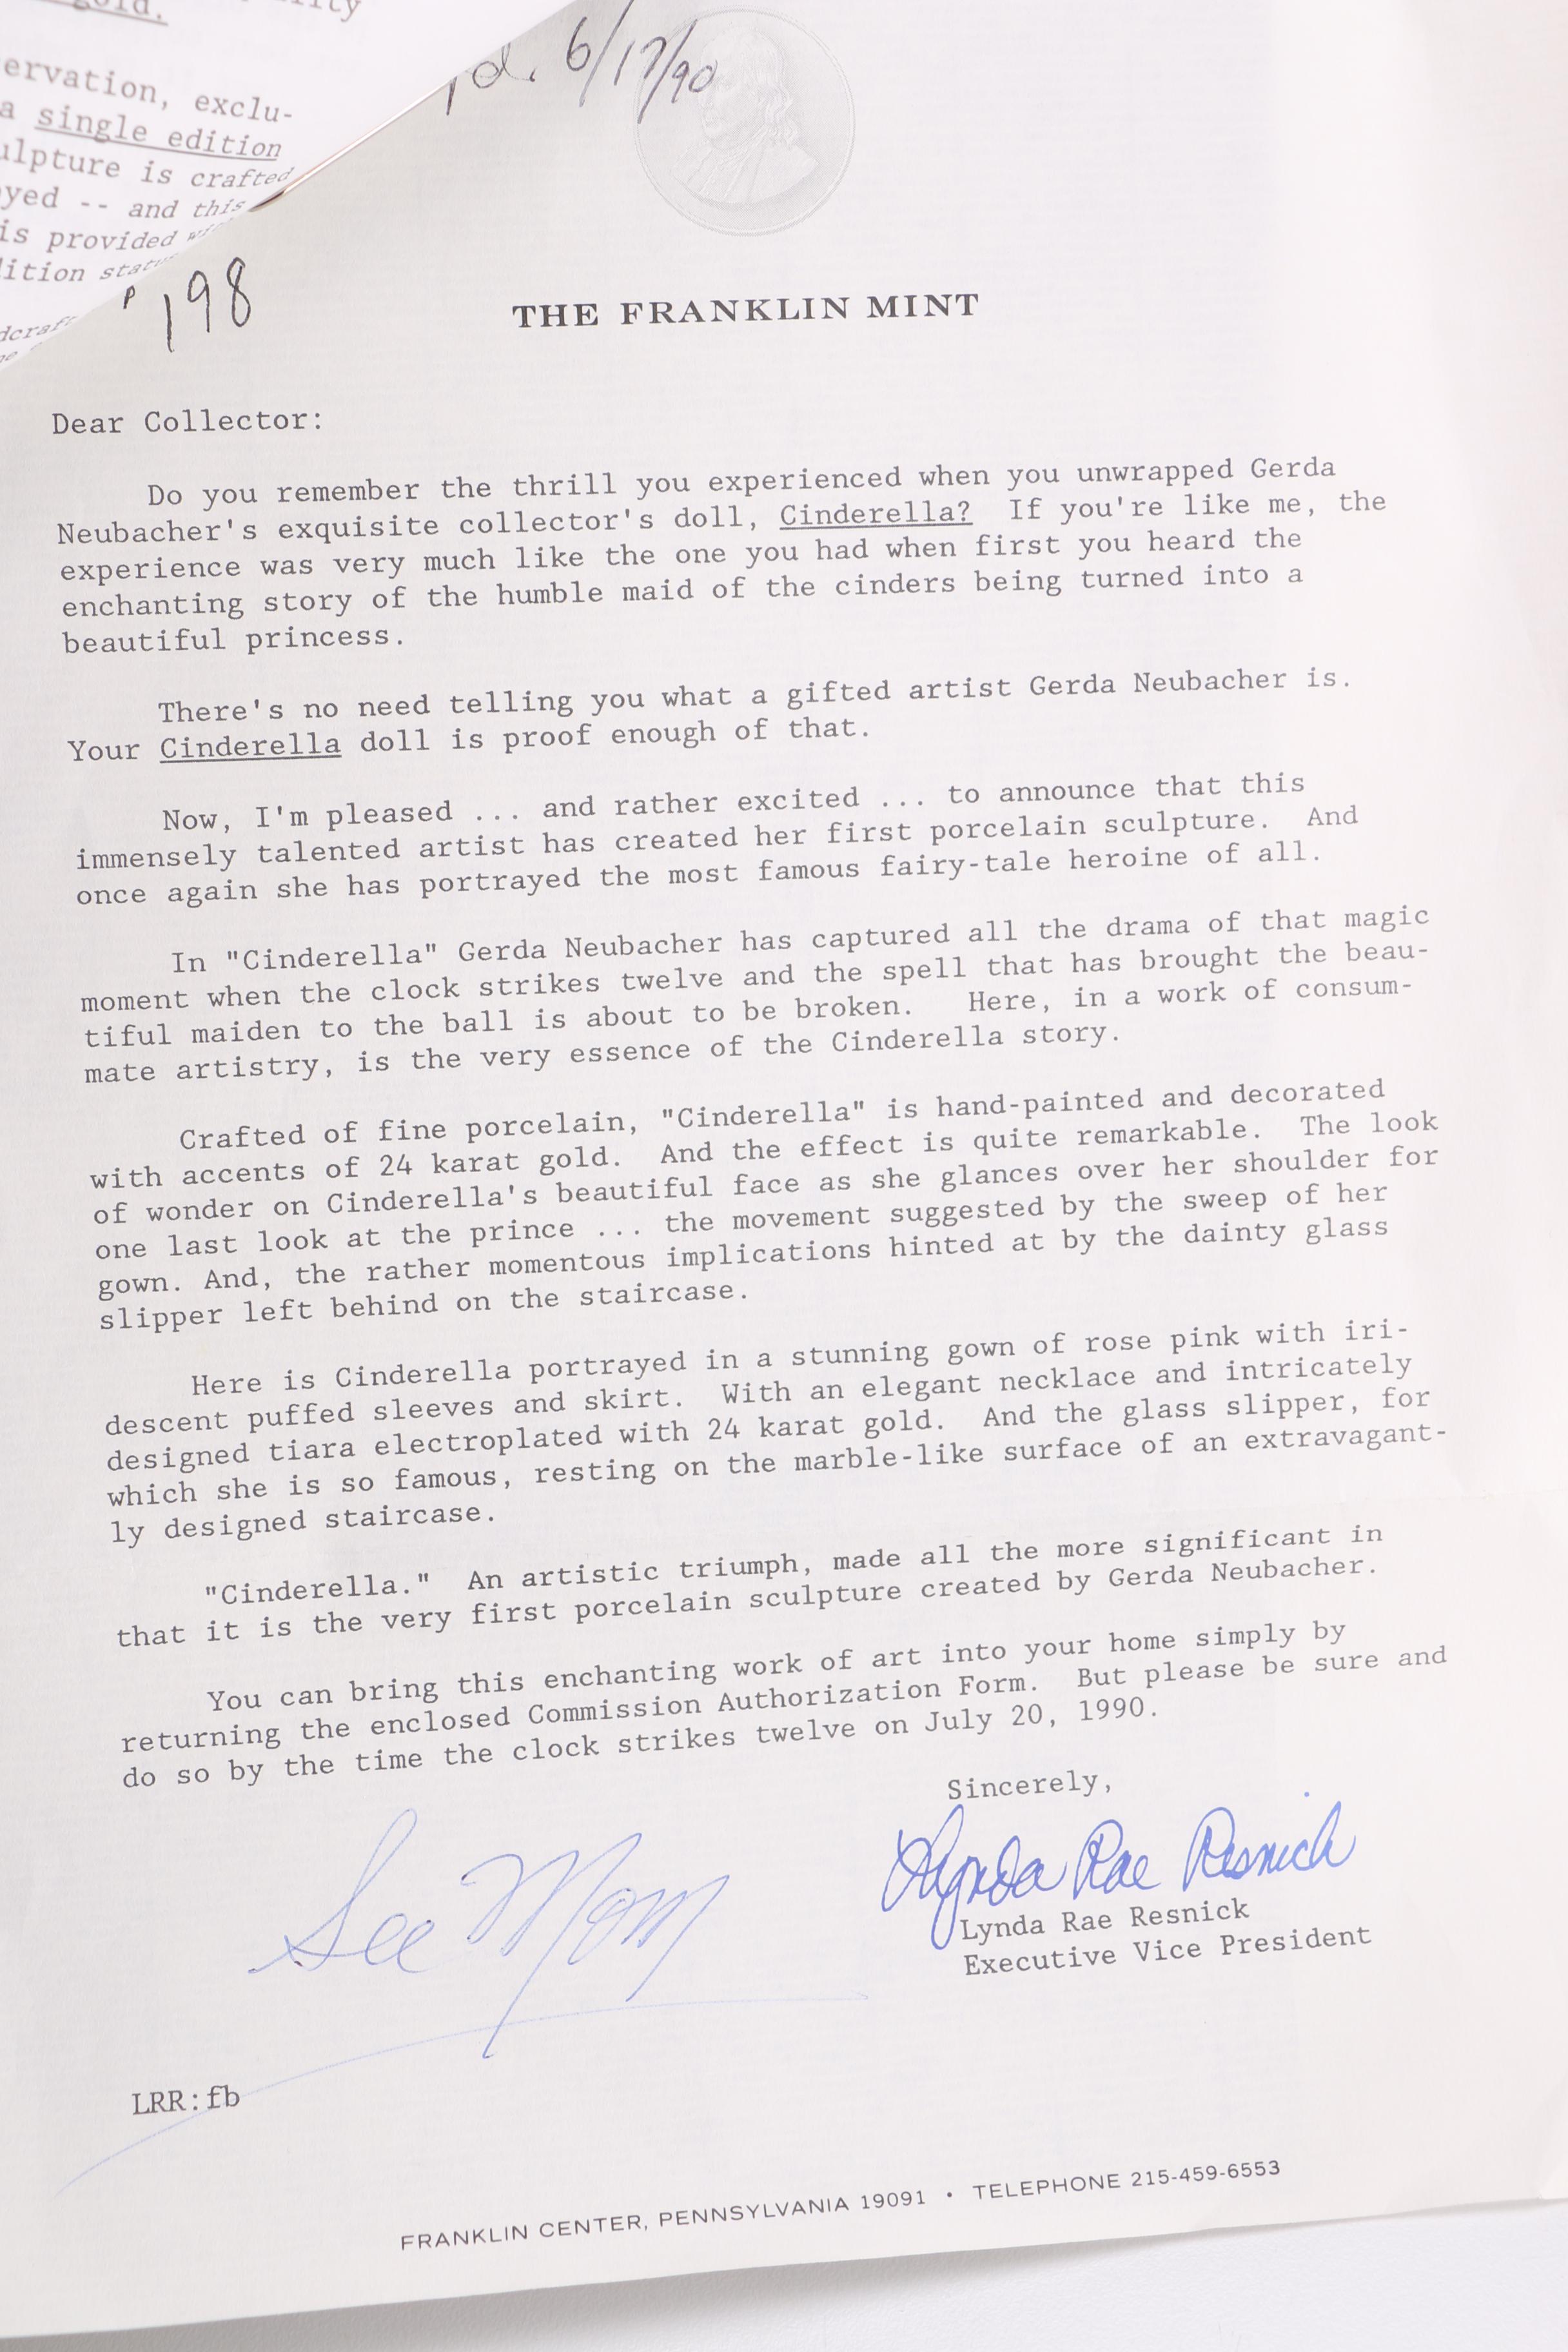 ervation, exclu-
a single edition
ulpture is crafted
yed -- and this
is provided
ition
d. 6/17/90
198
THE FRANKLIN MINT
Dear Collector:
Do you remember the thrill you experienced when you unwrapped Gerda
Neubacher's exquisite collector's doll, Cinderella? If you're like me, the
experience was very much like the one you had when first you heard the
enchanting story of the humble maid of the cinders being turned into a
beautiful princess.
There's no need telling you what a gifted artist Gerda Neubacher is.
Your Cinderella doll is proof enough of that.
Now, I'm pleased ... and rather excited ... to announce that this
immensely talented artist has created her first porcelain sculpture. And
once again she has portrayed the most famous fairy-tale heroine of all.
In "Cinderella" Gerda Neubacher has captured all the drama of that magic
moment when the clock strikes twelve and the spell that has brought the beau-
tiful maiden to the ball is about to be broken. Here, in a work of consum-
mate artistry, is the very essence of the Cinderella story.
Crafted of fine porcelain, "Cinderella" is hand-painted and decorated
with accents of 24 karat gold. And the effect is quite remarkable. The look
of wonder on Cinderella's beautiful face as she glances over her shoulder for
one last look at the prince ... the movement suggested by the sweep of her
gown. And, the rather momentous implications hinted at by the dainty glass
slipper left behind on the staircase.
Here is Cinderella portrayed in a stunning gown of rose pink with iri-
descent puffed sleeves and skirt. With an elegant necklace and intricately
designed tiara electroplated with 24 karat gold. And the glass slipper, for
which she is so famous, resting on the marble-like surface of an extravagant-
ly designed staircase.
"Cinderella." An artistic triumph, made all the more significant in
that it is the very first porcelain sculpture created by Gerda Neubacher.
You can bring this enchanting work of art into your home simply by
returning the enclosed Commission Authorization Form. But please be sure and
do so by the time the clock strikes twelve on July 20, 1990.
Sincerely,
Lynda Rae Resnick
Lynda Rae Resnick
Executive Vice President
See Mom
LRR:fb
FRANKLIN CENTER, PENNSYLVANIA 19091 • TELEPHONE 215-459-6553